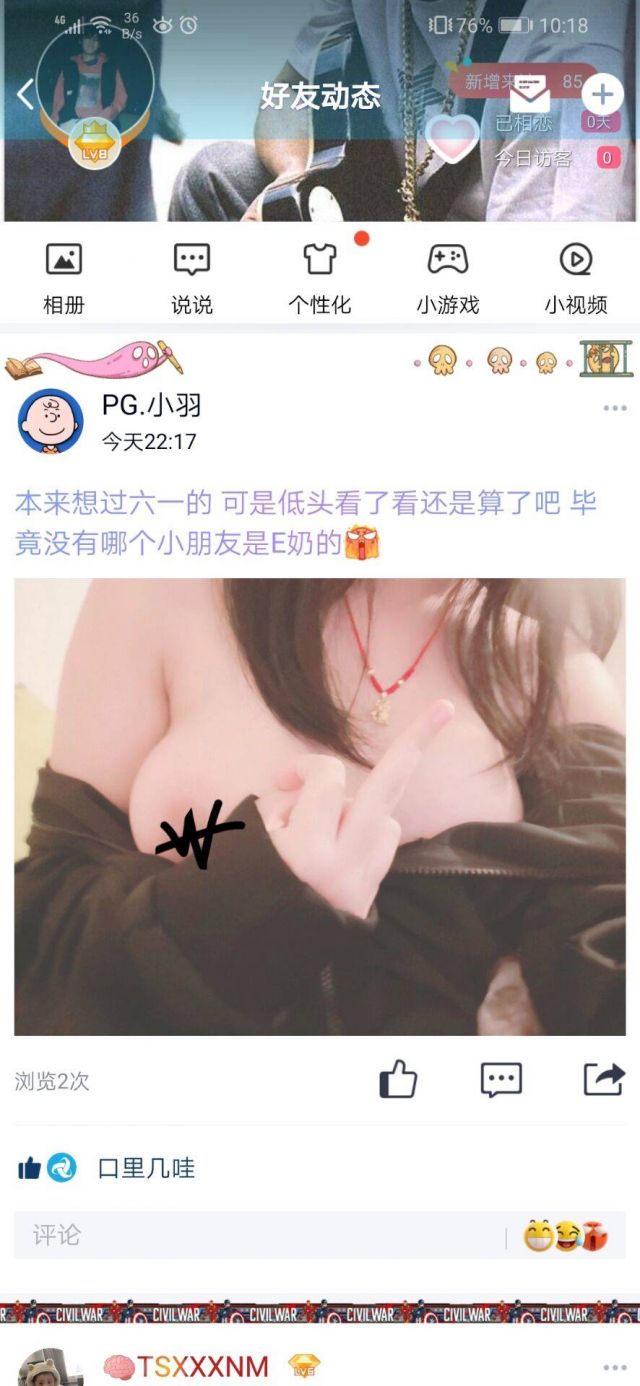 4G
36
B/s
76%
10:18
好友动态
新增来
85
已相恋
0天
LV8
今日访客
0
相册
说说
个性化
小游戏
小视频
PG.小羽
今天22:17
本来想过六一的 可是低头看了看还是算了吧 毕
竟没有哪个小朋友是E奶的
浏览2次
口里几哇
评论
CIVIL WAR CIVIL WAR CIVIL WAR CIVIL WAR CIVIL WAR CIVIL WAR
TSXXXNM
LV6